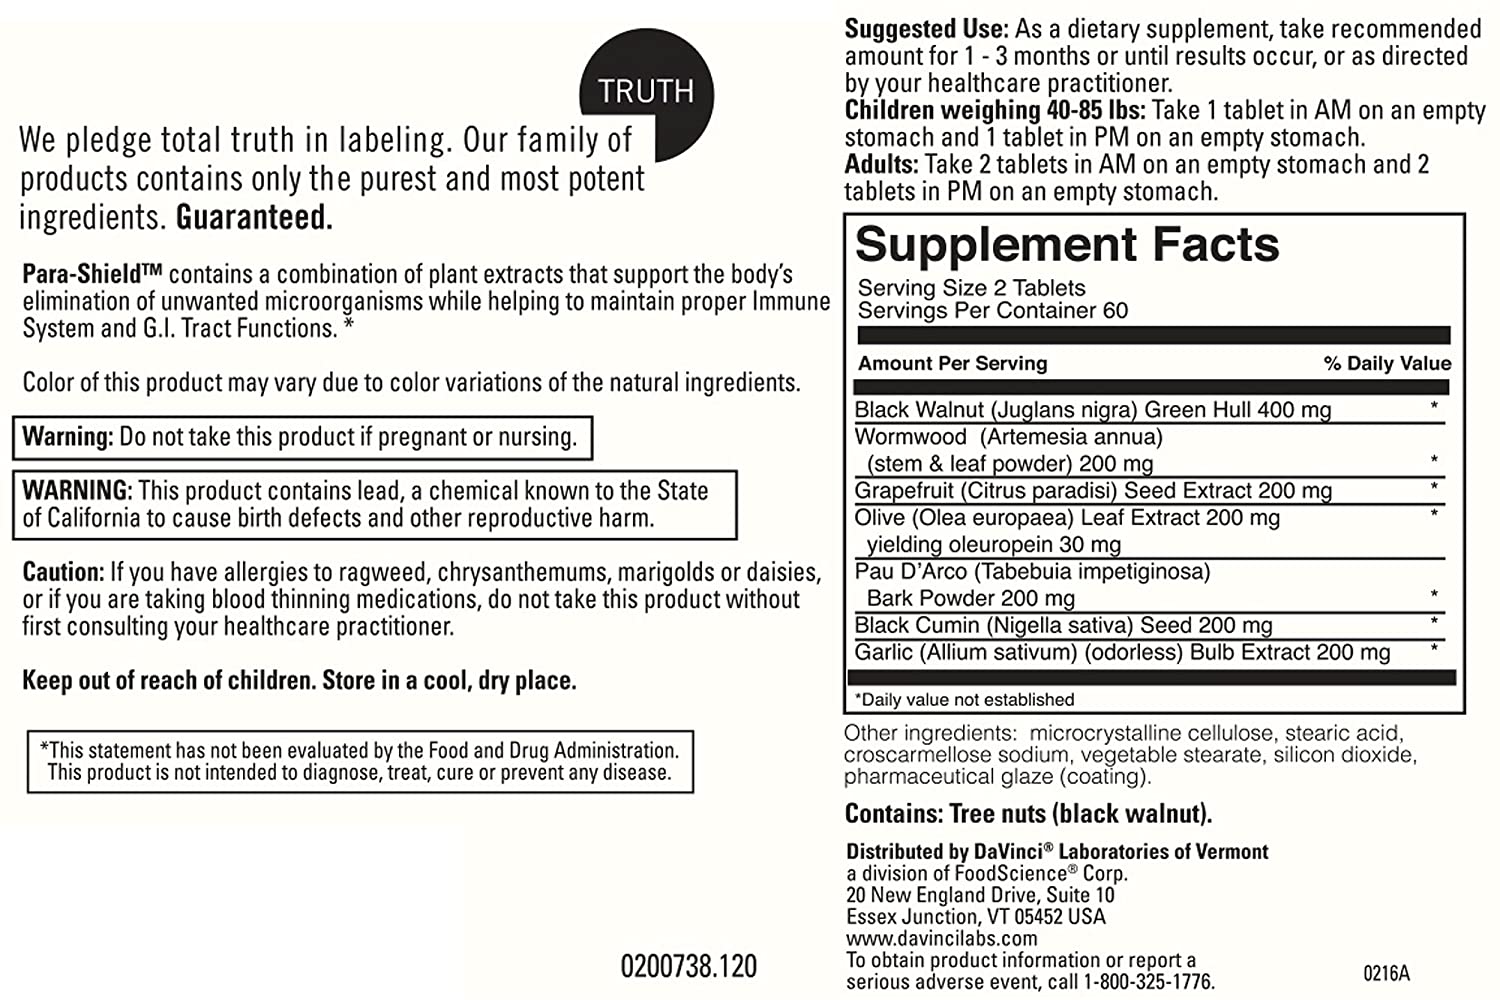 TRUTH
We pledge total truth in labeling. Our family of
products contains only the purest and most potent
ingredients. Guaranteed.
Para-Shield™ contains a combination of plant extracts that support the body's
elimination of unwanted microorganisms while helping to maintain proper Immune
System and G.I. Tract Functions. *
Color of this product may vary due to color variations of the natural ingredients.
Warning: Do not take this product if pregnant or nursing.
WARNING: This product contains lead, a chemical known to the State
of California to cause birth defects and other reproductive harm.
Caution: If you have allergies to ragweed, chrysanthemums, marigolds or daisies,
or if you are taking blood thinning medications, do not take this product without
first consulting your healthcare practitioner.
Keep out of reach of children. Store in a cool, dry place.
*This statement has not been evaluated by the Food and Drug Administration.
This product is not intended to diagnose, treat, cure or prevent any disease.
0200738.120
Suggested Use: As a dietary supplement, take recommended
amount for 1 - 3 months or until results occur, or as directed
by your healthcare practitioner.
Children weighing 40-85 lbs: Take 1 tablet in AM on an empty
stomach and 1 tablet in PM on an empty stomach.
Adults: Take 2 tablets in AM on an empty stomach and 2
tablets in PM on an empty stomach.
Supplement Facts
Serving Size 2 Tablets
Servings Per Container 60
Amount Per Serving % Daily Value
Black Walnut (Juglans nigra) Green Hull 400 mg *
Wormwood (Artemesia annua)
(stem & leaf powder) 200 mg *
Grapefruit (Citrus paradisi) Seed Extract 200 mg *
Olive (Olea europaea) Leaf Extract 200 mg *
yielding oleuropein 30 mg
Pau D'Arco (Tabebuia impetiginosa)
Bark Powder 200 mg *
Black Cumin (Nigella sativa) Seed 200 mg *
Garlic (Allium sativum) (odorless) Bulb Extract 200 mg *
*Daily value not established
Other ingredients: microcrystalline cellulose, stearic acid,
croscarmellose sodium, vegetable stearate, silicon dioxide,
pharmaceutical glaze (coating).
Contains: Tree nuts (black walnut).
Distributed by DaVinci® Laboratories of Vermont
a division of FoodScience® Corp.
20 New England Drive, Suite 10
Essex Junction, VT 05452 USA
www.davincilabs.com
To obtain product information or report a
serious adverse event, call 1-800-325-1776.
0216A